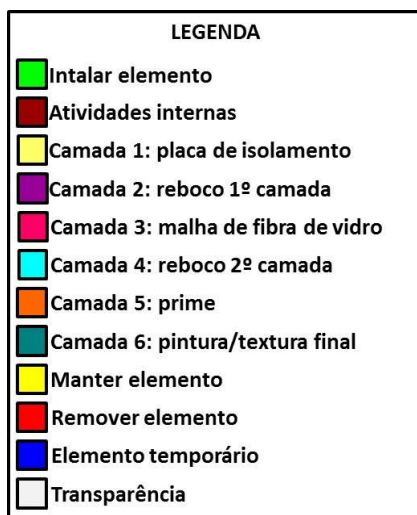 LEGENDA
Intalar elemento
Atividades internas
Camada 1: placa de isolamento
Camada 2: reboco 1º camada
Camada 3: malha de fibra de vidro
Camada 4: reboco 2º camada
Camada 5: prime
Camada 6: pintura/textura final
Manter elemento
Remover elemento
Elemento temporário
Transparência